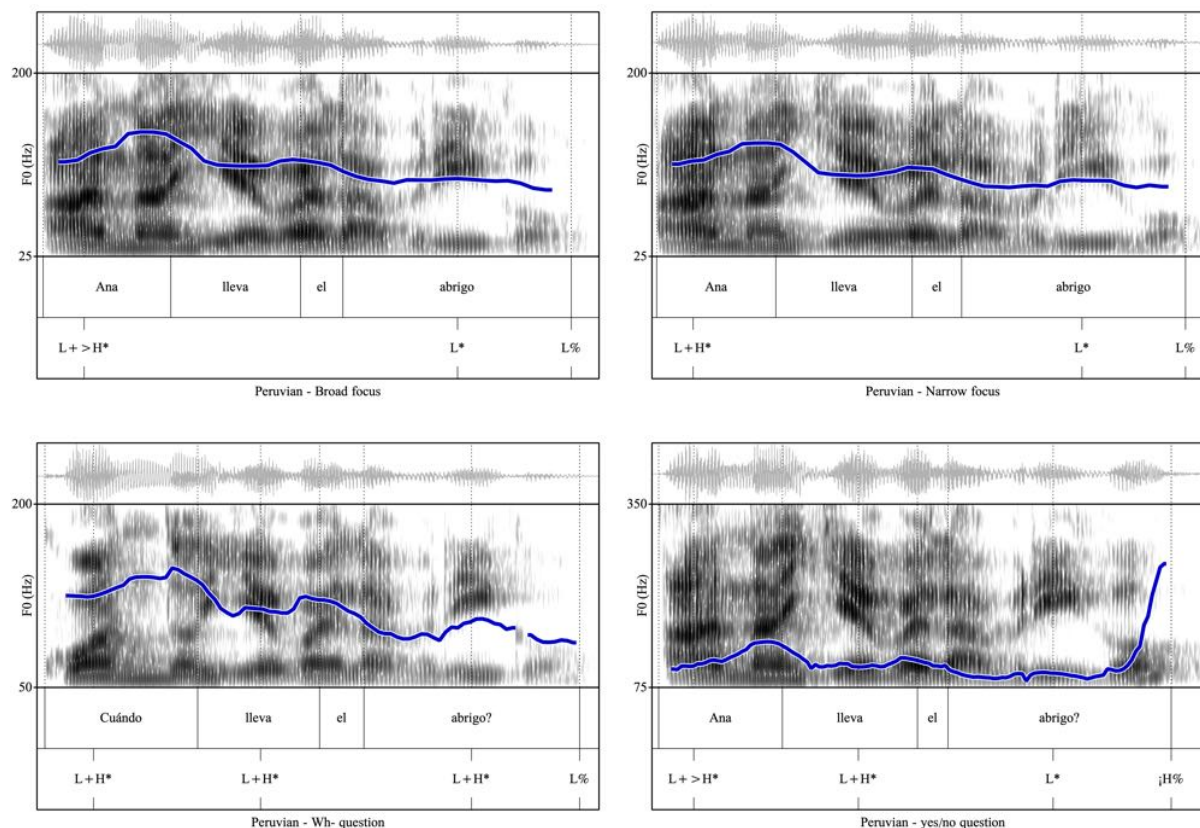 200
F0 (Hz)
25
Ana lleva el abrigo
L+>H* L* L%
Peruvian - Broad focus
200
F0 (Hz)
25
Ana lleva el abrigo
L+H* L* L%
Peruvian - Narrow focus
200
F0 (Hz)
50
Cuándo lleva el abrigo?
L+H* L+H* L+H* L%
Peruvian - Wh- question
350
F0 (Hz)
75
Ana lleva el abrigo?
L+>H* L+H* L* ¡H%
Peruvian - yes/no question